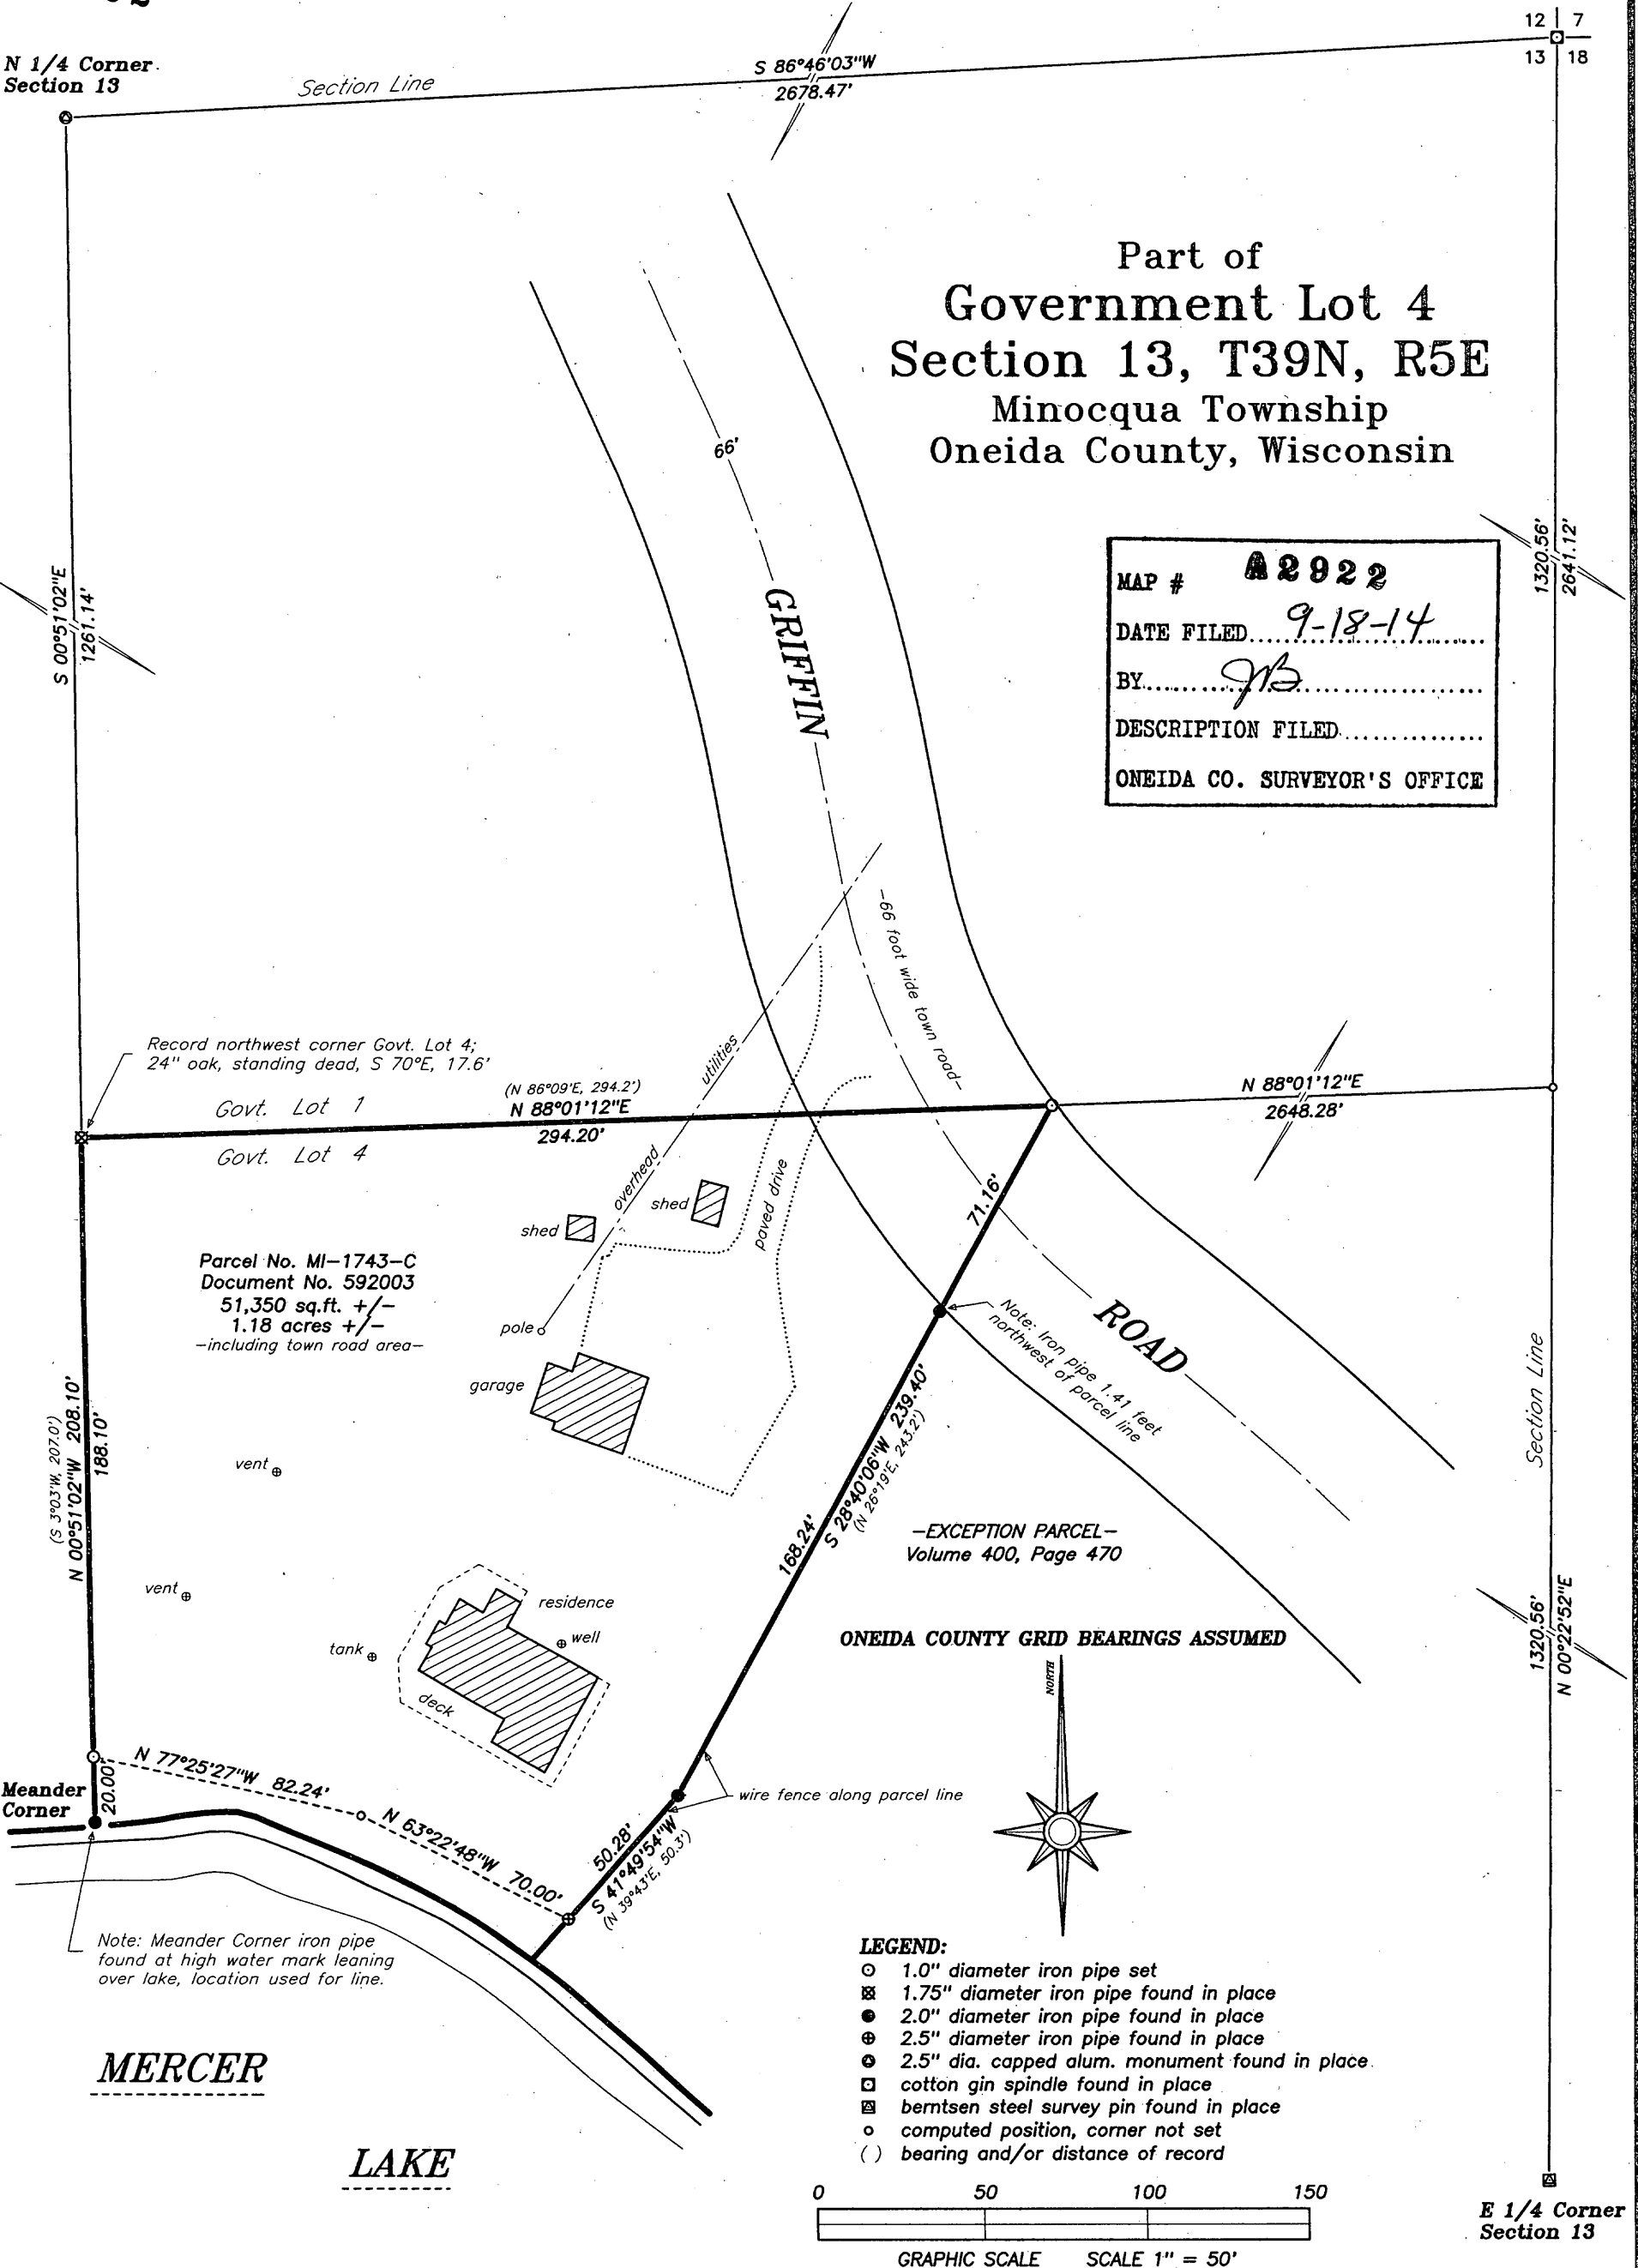 12 7
13 18
N 1/4 Corner
Section 13
Section Line
S 86°46'03"W
2678.47'
Part of
Government Lot 4
Section 13, T39N, R5E
Minocqua Township
Oneida County, Wisconsin
66'
MAP # A2922
DATE FILED 9-18-14
BY JB
DESCRIPTION FILED
ONEIDA CO. SURVEYOR'S OFFICE
1320.56'
2641.12'
S 00°51'02"E
1261.14'
GRIFFIN
-66 foot wide town road-
Record northwest corner Govt. Lot 4;
24" oak, standing dead, S 70°E, 17.6'
Govt. Lot 1
(N 86°09'E, 294.2')
N 88°01'12"E
294.20'
Govt. Lot 4
utilities
overhead
N 88°01'12"E
2648.28'
shed
shed
paved drive
71.16'
Parcel No. MI-1743-C
Document No. 592003
51,350 sq.ft. +/-
1.18 acres +/-
-including town road area-
pole
garage
ROAD
Note: Iron pipe 1.41 feet
northwest of parcel line
Section Line
(S 3°03'W, 207.0')
N 00°51'02"W 208.10'
188.10'
168.24'
S 28°40'06"W 239.40'
(N 26°19'E, 243.2')
vent
vent
-EXCEPTION PARCEL-
Volume 400, Page 470
residence
well
tank
deck
ONEIDA COUNTY GRID BEARINGS ASSUMED
NORTH
1320.56'
N 00°22'52"E
N 77°25'27"W 82.24'
Meander
Corner
20.00'
N 63°22'48"W 70.00'
wire fence along parcel line
50.28'
S 41°49'54"W
(N 39°43'E, 50.3')
Note: Meander Corner iron pipe
found at high water mark leaning
over lake, location used for line.
MERCER
LAKE
LEGEND:
1.0" diameter iron pipe set
1.75" diameter iron pipe found in place
2.0" diameter iron pipe found in place
2.5" diameter iron pipe found in place
2.5" dia. capped alum. monument found in place
cotton gin spindle found in place
berntsen steel survey pin found in place
computed position, corner not set
( ) bearing and/or distance of record
0 50 100 150
GRAPHIC SCALE SCALE 1" = 50'
E 1/4 Corner
Section 13